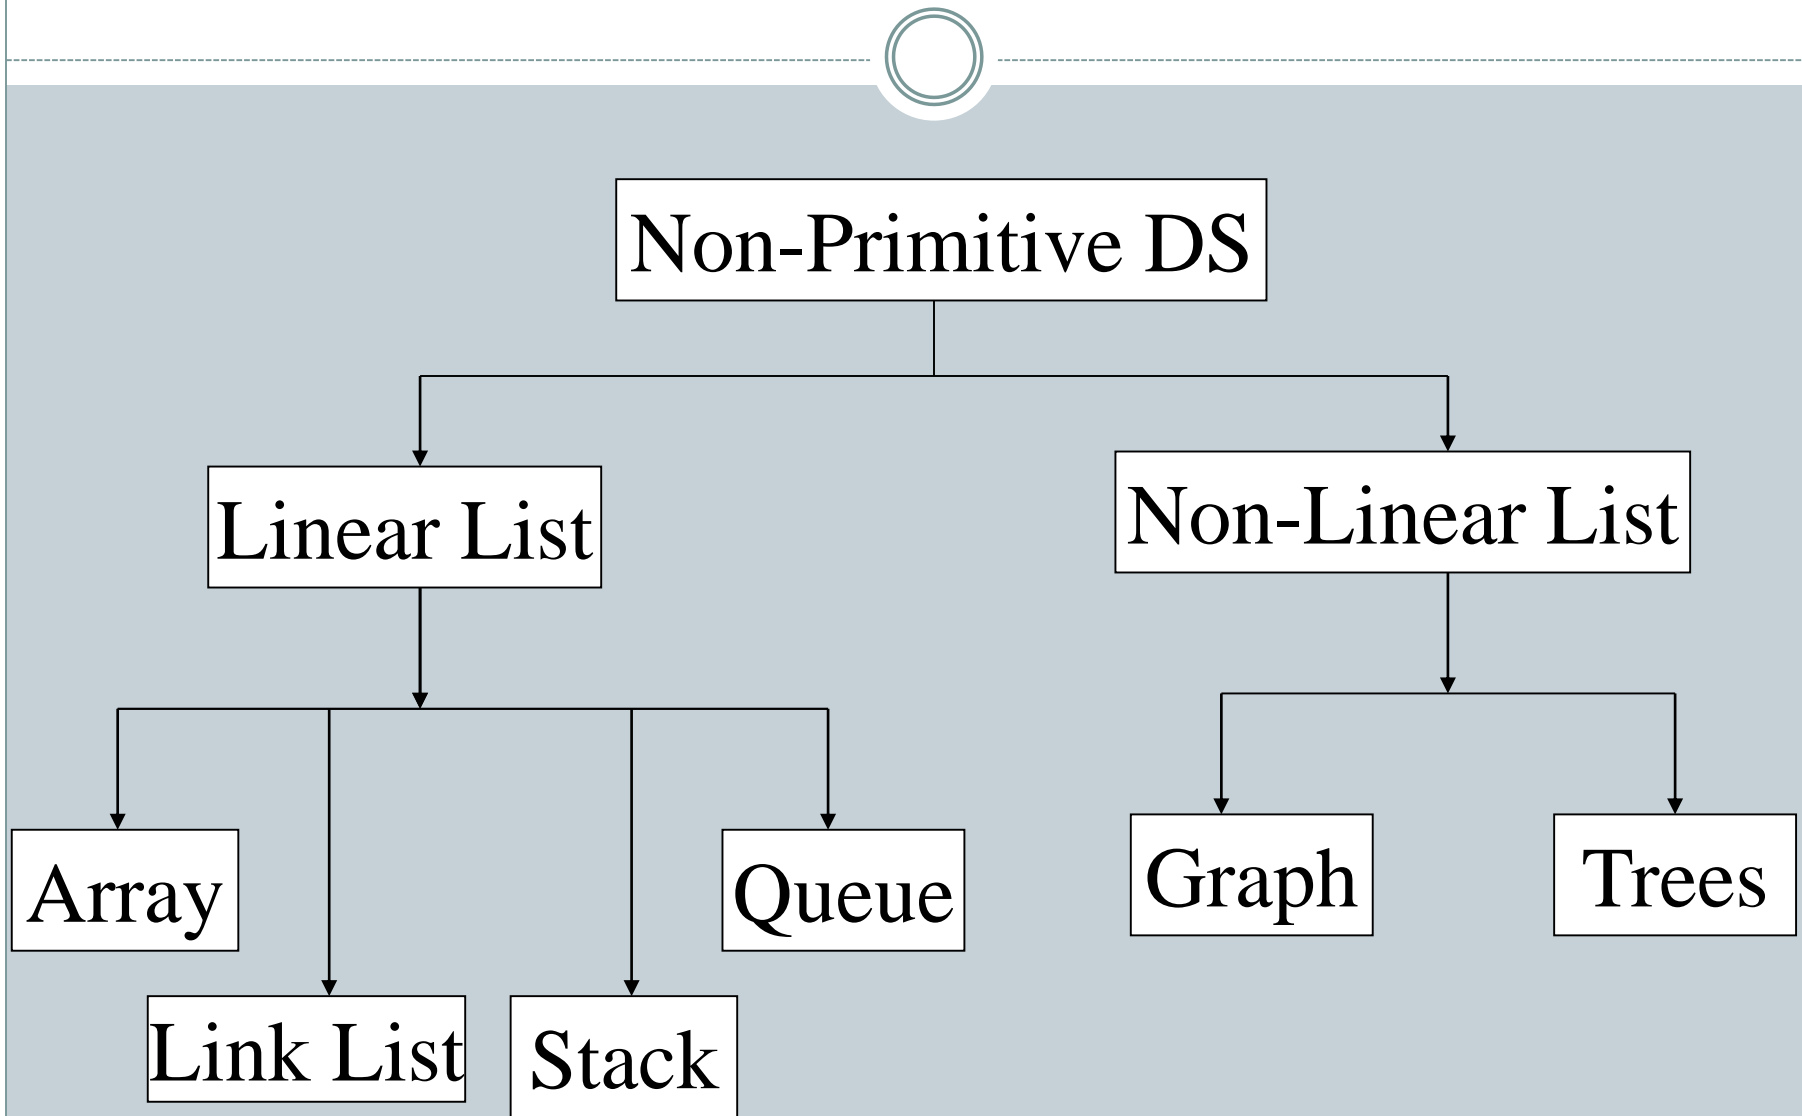 Non-Primitive DS
Linear List
Non-Linear List
Array
Queue
Graph
Trees
Link List
Stack